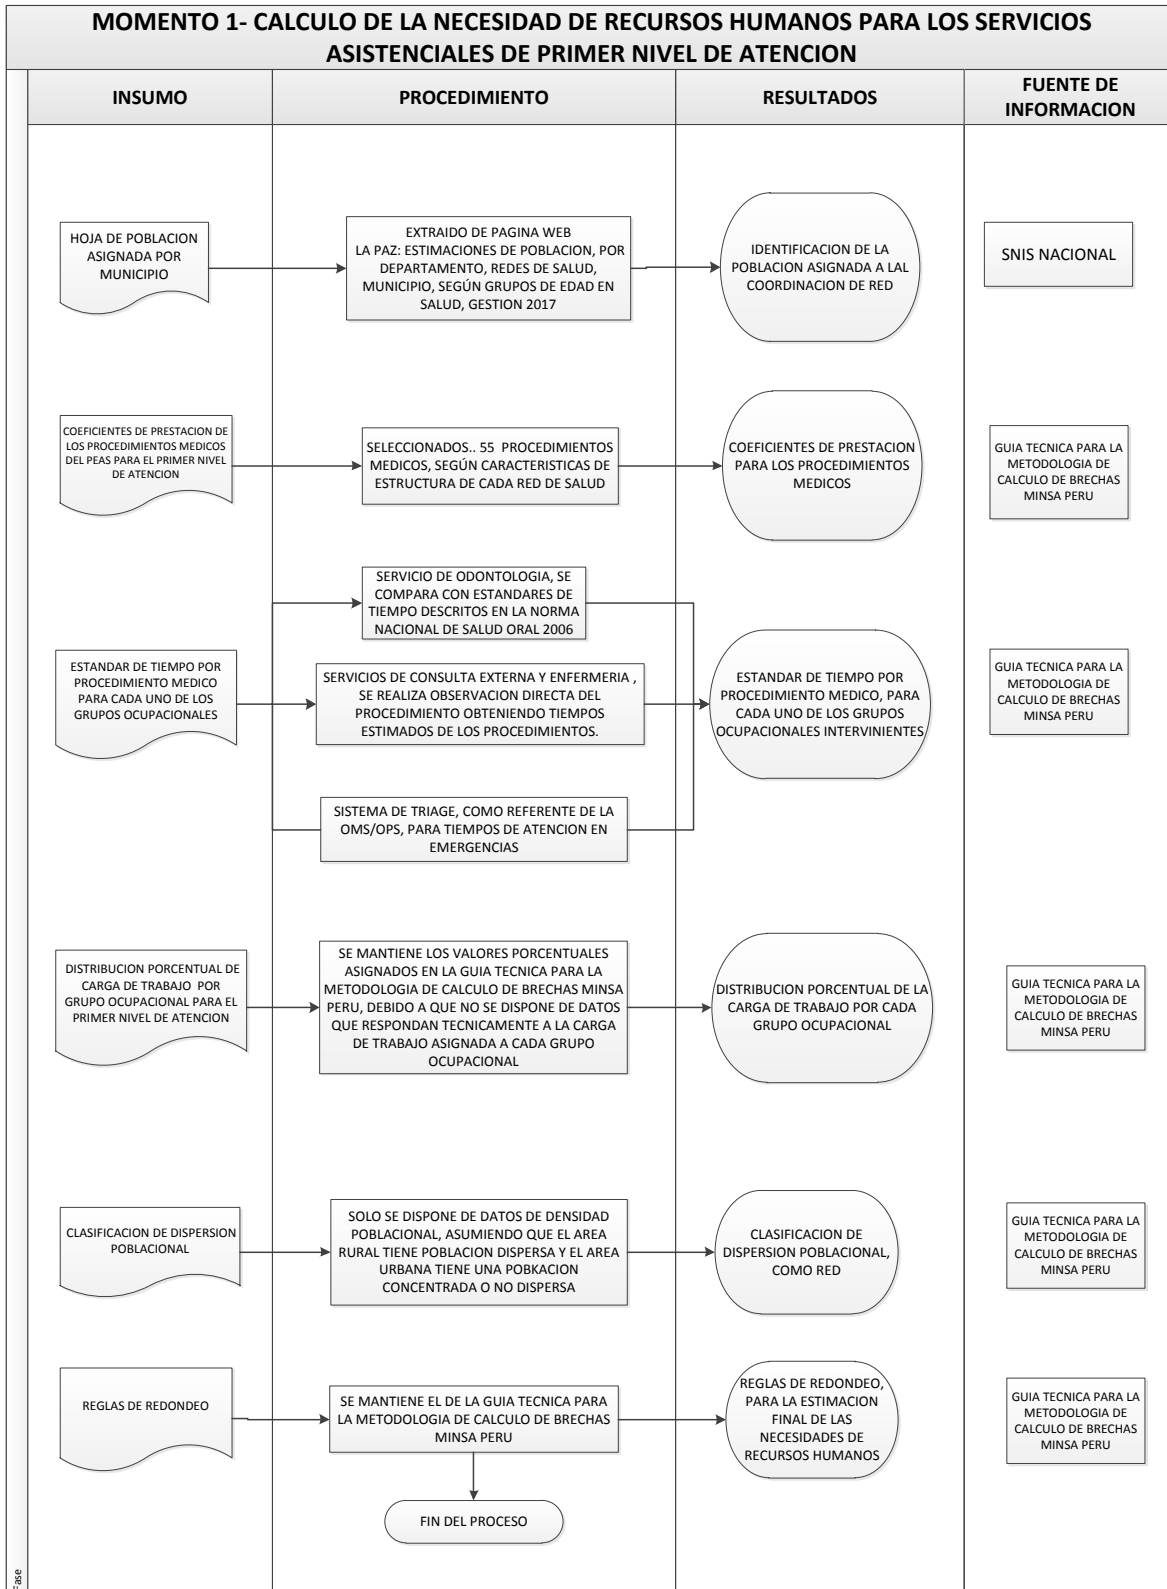 MOMENTO 1- CALCULO DE LA NECESIDAD DE RECURSOS HUMANOS PARA LOS SERVICIOS
ASISTENCIALES DE PRIMER NIVEL DE ATENCION
INSUMO
PROCEDIMIENTO
RESULTADOS
FUENTE DE
INFORMACION
HOJA DE POBLACION
ASIGNADA POR
MUNICIPIO
EXTRAIDO DE PAGINA WEB
LA PAZ: ESTIMACIONES DE POBLACION, POR
DEPARTAMENTO, REDES DE SALUD,
MUNICIPIO, SEGÚN GRUPOS DE EDAD EN
SALUD, GESTION 2017
IDENTIFICACION DE LA
POBLACION ASIGNADA A LAL
COORDINACION DE RED
SNIS NACIONAL
COEFICIENTES DE PRESTACION DE
LOS PROCEDIMIENTOS MEDICOS
DEL PEAS PARA EL PRIMER NIVEL
DE ATENCION
SELECCIONADOS.. 55 PROCEDIMIENTOS
MEDICOS, SEGÚN CARACTERISTICAS DE
ESTRUCTURA DE CADA RED DE SALUD
COEFICIENTES DE PRESTACION
PARA LOS PROCEDIMIENTOS
MEDICOS
GUIA TECNICA PARA LA
METODOLOGIA DE
CALCULO DE BRECHAS
MINSA PERU
SERVICIO DE ODONTOLOGIA, SE
COMPARA CON ESTANDARES DE
TIEMPO DESCRITOS EN LA NORMA
NACIONAL DE SALUD ORAL 2006
ESTANDAR DE TIEMPO POR
PROCEDIMIENTO MEDICO
PARA CADA UNO DE LOS
GRUPOS OCUPACIONALES
SERVICIOS DE CONSULTA EXTERNA Y ENFERMERIA ,
SE REALIZA OBSERVACION DIRECTA DEL
PROCEDIMIENTO OBTENIENDO TIEMPOS
ESTIMADOS DE LOS PROCEDIMIENTOS.
ESTANDAR DE TIEMPO POR
PROCEDIMIENTO MEDICO, PARA
CADA UNO DE LOS GRUPOS
OCUPACIONALES INTERVINIENTES
GUIA TECNICA PARA LA
METODOLOGIA DE
CALCULO DE BRECHAS
MINSA PERU
SISTEMA DE TRIAGE, COMO REFERENTE DE LA
OMS/OPS, PARA TIEMPOS DE ATENCION EN
EMERGENCIAS
DISTRIBUCION PORCENTUAL DE
CARGA DE TRABAJO POR
GRUPO OCUPACIONAL PARA EL
PRIMER NIVEL DE ATENCION
SE MANTIENE LOS VALORES PORCENTUALES
ASIGNADOS EN LA GUIA TECNICA PARA LA
METODOLOGIA DE CALCULO DE BRECHAS MINSA
PERU, DEBIDO A QUE NO SE DISPONE DE DATOS
QUE RESPONDAN TECNICAMENTE A LA CARGA
DE TRABAJO ASIGNADA A CADA GRUPO
OCUPACIONAL
DISTRIBUCION PORCENTUAL DE LA
CARGA DE TRABAJO POR CADA
GRUPO OCUPACIONAL
GUIA TECNICA PARA LA
METODOLOGIA DE
CALCULO DE BRECHAS
MINSA PERU
CLASIFICACION DE DISPERSION
POBLACIONAL
SOLO SE DISPONE DE DATOS DE DENSIDAD
POBLACIONAL, ASUMIENDO QUE EL AREA
RURAL TIENE POBLACION DISPERSA Y EL AREA
URBANA TIENE UNA POBKACION
CONCENTRADA O NO DISPERSA
CLASIFICACION DE
DISPERSION POBLACIONAL,
COMO RED
GUIA TECNICA PARA LA
METODOLOGIA DE
CALCULO DE BRECHAS
MINSA PERU
REGLAS DE REDONDEO
SE MANTIENE EL DE LA GUIA TECNICA PARA
LA METODOLOGIA DE CALCULO DE BRECHAS
MINSA PERU
REGLAS DE REDONDEO,
PARA LA ESTIMACION
FINAL DE LAS
NECESIDADES DE
RECURSOS HUMANOS
GUIA TECNICA PARA LA
METODOLOGIA DE
CALCULO DE BRECHAS
MINSA PERU
FIN DEL PROCESO
Fase